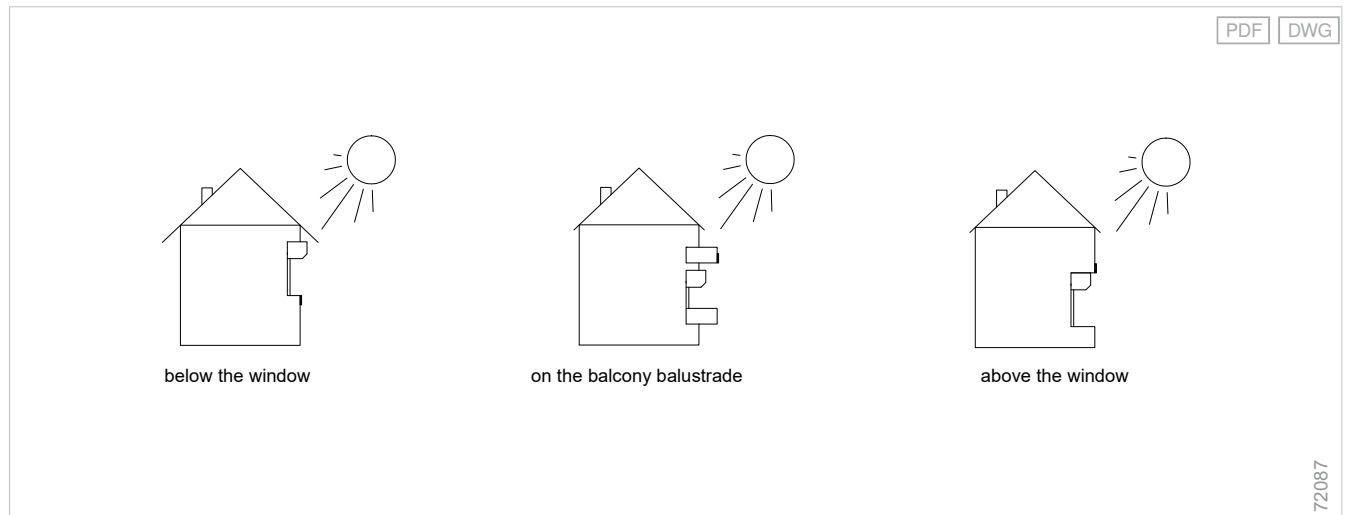 PDF DWG
below the window
on the balcony balustrade
above the window
72087